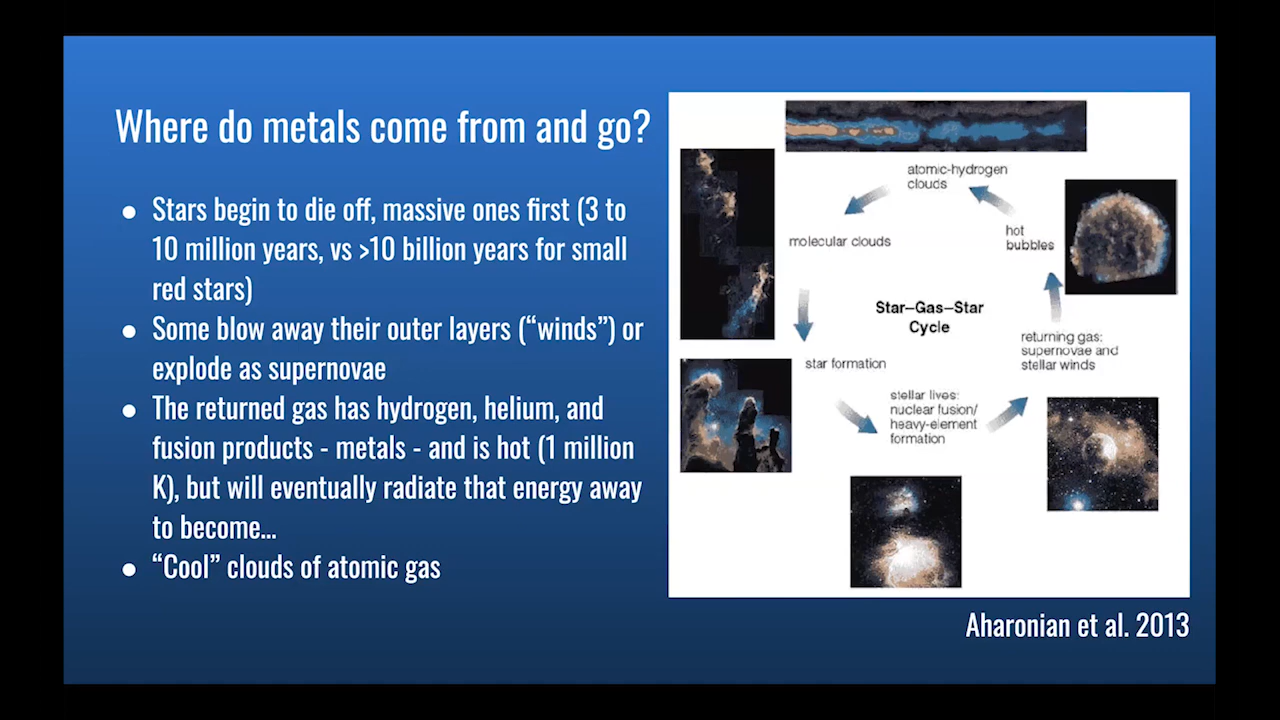 Where do metals come from and go?
● Stars begin to die off, massive ones first (3 to
10 million years, vs >10 billion years for small
red stars)
● Some blow away their outer layers (“winds”) or
explode as supernovae
● The returned gas has hydrogen, helium, and
fusion products - metals - and is hot (1 million
K), but will eventually radiate that energy away
to become...
● “Cool” clouds of atomic gas
atomic-hydrogen
clouds
molecular clouds
hot
bubbles
Star–Gas–Star
Cycle
star formation
returning gas:
supernovae and
stellar winds
stellar lives:
nuclear fusion/
heavy-element
formation
Aharonian et al. 2013